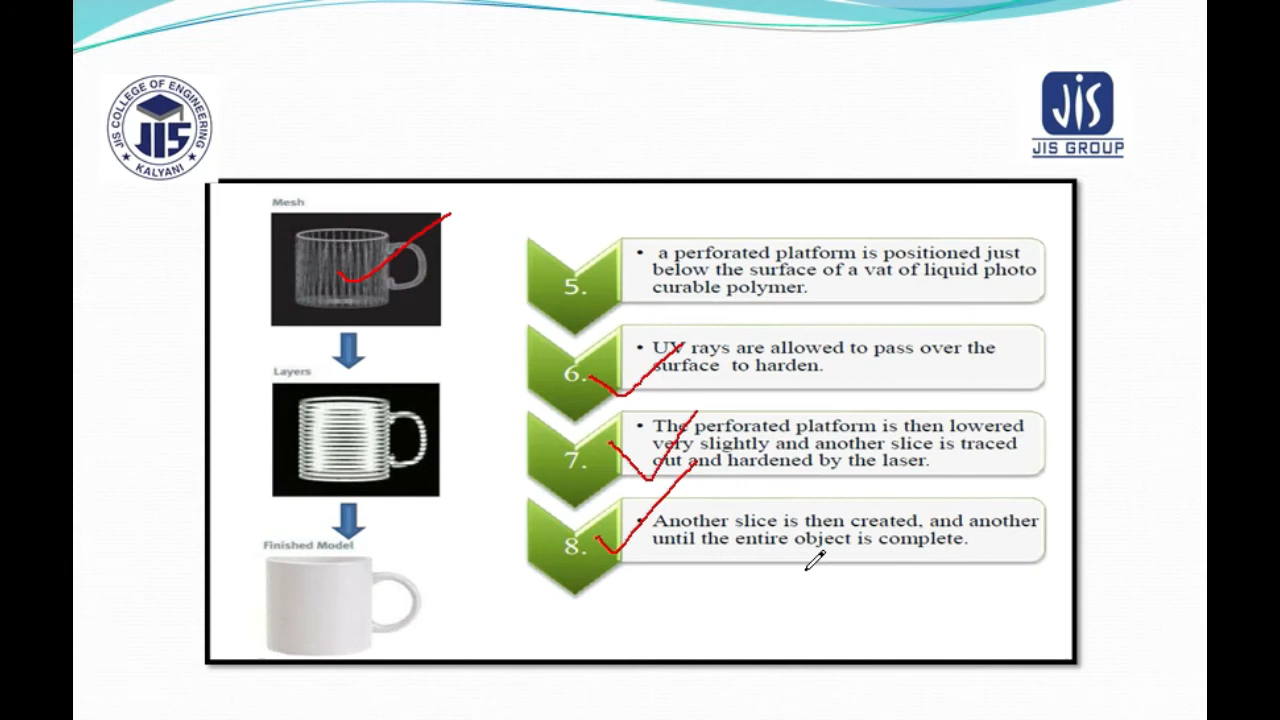 JIS COLLEGE OF ENGINEERING
JIS
KALYANI
JIS
JIS GROUP
Mesh
Layers
Finished Model
5.
• a perforated platform is positioned just
below the surface of a vat of liquid photo
curable polymer.
6.
• UV rays are allowed to pass over the
surface to harden.
7.
• The perforated platform is then lowered
very slightly and another slice is traced
out and hardened by the laser.
8.
• Another slice is then created, and another
until the entire object is complete.